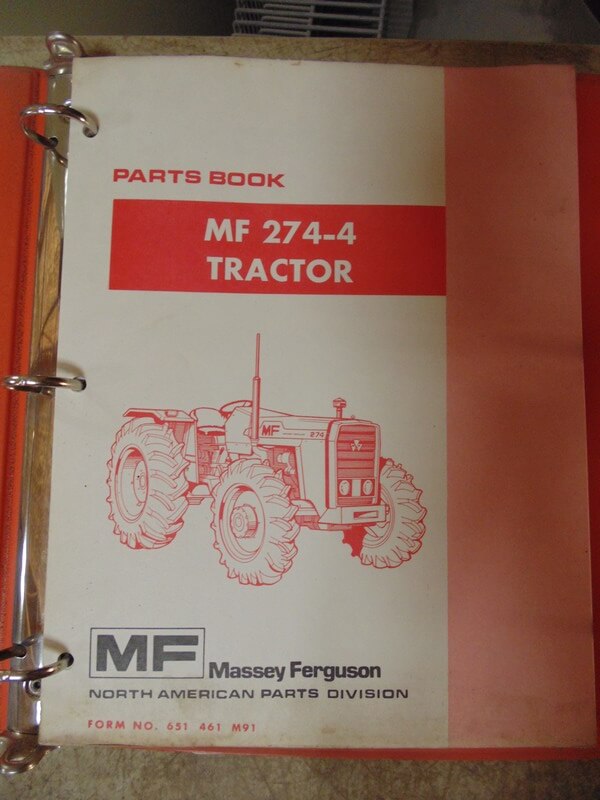 PARTS BOOK
MF 274-4
TRACTOR
MF
274
MF
Massey Ferguson
NORTH AMERICAN PARTS DIVISION
FORM NO. 651 461 M91